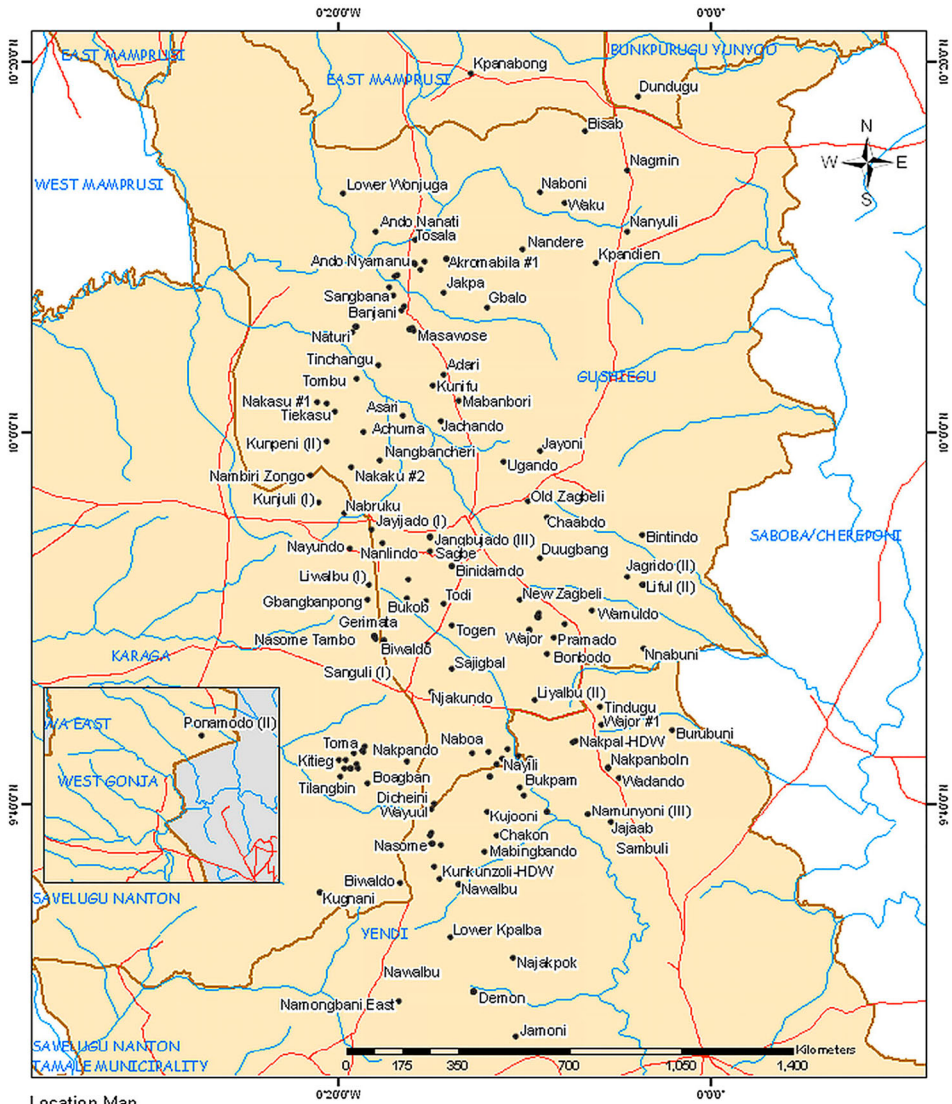 0°20'0"W
0°0'0"
EAST MAMPRUSI
BUNKPURUGU YUNYOO
Kpanabong
10°20'0"N
10°20'0"N
EAST MAMPRUSI
Dundugu
Bisab
N
W
E
S
Nagmin
WEST MAMPRUSI
Lower Wonjuga
Naboni
Waku
Ando Nanati
Nanyuli
Tosala
Nandere
Kpandien
Ando Nyamanu
Akromabila #1
Jakpa
Sangbana
Gbalo
Banjani
Naturi
Masavose
Tinchangu
Adari
GUSHIEGU
Tombu
Kunifu
Nakasu #1
Mabanbori
Tiekasu
Asari
Jachando
10°0'0"N
10°0'0"N
Achuma
Kunpeni (II)
Jayoni
Nangbancheri
Ugando
Nambiri Zongo
Nakaku #2
Kunjuli (I)
Old Zagbeli
Nabruku
Chaabdo
Jayijado (I)
Jangbujado (III)
Bintindo
SABOBA/CHEREPONI
Nayundo
Nanlindo
Sagbe
Duugbang
Binidamdo
Jagrido (II)
Liwalbu (I)
Liful (II)
Gbangbanpong
Bukob
Todi
New Zagbeli
Wamuldo
Gerimata
Togen
Nasome Tambo
Wajor
Pramado
Biwaldo
Bonbodo
Nnabuni
KARAGA
Sanguli (I)
Sajigbal
Njakundo
Liyalbu (II)
Tindugu
Wajor #1
Burubuni
WA EAST
Ponamodo (II)
Toma
Nakpando
Naboa
Nakpal-HDW
Kitieg
Nayili
Nakpanboln
WEST GONJA
Tilangbin
Boagban
Bukpam
Wadando
Dicheini
Wayuul
Kujooni
Namunyoni (III)
9°40'0"N
9°40'0"N
Jajaab
Chakon
Nasome
Mabingbando
Sambuli
Kunkunzoli-HDW
Biwaldo
Nawalbu
SAVELUGU NANTON
Kugnani
YENDI
Lower Kpalba
Najakpok
Nawalbu
Demon
Namongbani East
Jamoni
SAVELUGU NANTON
TAMALE MUNICIPALITY
Kilometers
0 175 350 700 1,050 1,400
0°20'0"W
0°0'0"
Location Map